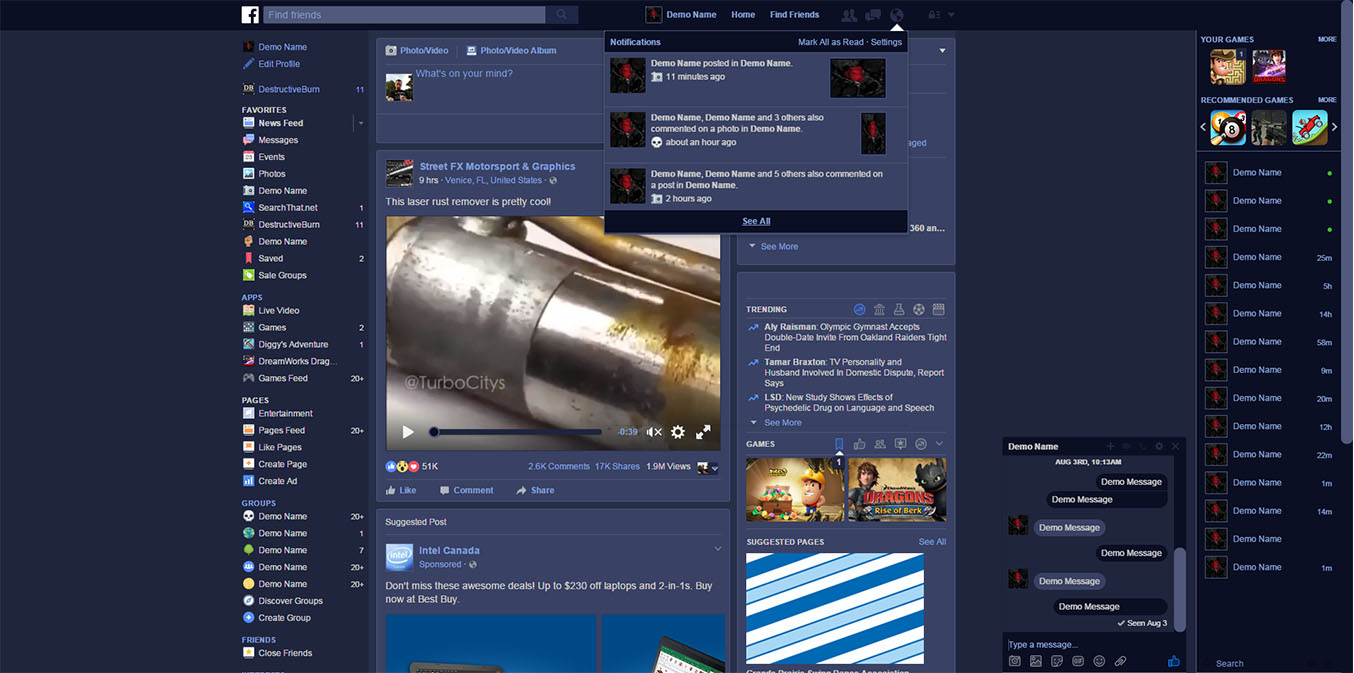 Find friends
Demo Name
Home
Find Friends
Demo Name
Edit Profile
DestructiveBurn 11
FAVORITES
News Feed
Messages
Events
Photos
Demo Name
SearchThat.net 1
DestructiveBurn 11
Demo Name
Saved 2
Sale Groups
APPS
Live Video
Games 2
Diggy's Adventure 1
DreamWorks Drag...
Games Feed 20+
PAGES
Entertainment
Pages Feed 20+
Like Pages
Create Page
Create Ad
GROUPS
Demo Name 20+
Demo Name 1
Demo Name 7
Demo Name 20+
Demo Name 20+
Discover Groups
Create Group
FRIENDS
Close Friends
Photo/Video
Photo/Video Album
What's on your mind?
Street FX Motorsport & Graphics
9 hrs · Venice, FL, United States ·
This laser rust remover is pretty cool!
@TurboCitys
-0:39
51K
2.6K Comments 17K Shares 1.9M Views
Like
Comment
Share
Suggested Post
intel
Intel Canada
Sponsored ·
Don't miss these awesome deals! Up to $230 off laptops and 2-in-1s. Buy
now at Best Buy.
Notifications
Mark All as Read · Settings
Demo Name posted in Demo Name.
11 minutes ago
Demo Name, Demo Name and 3 others also
commented on a photo in Demo Name.
about an hour ago
Demo Name, Demo Name and 5 others also commented on
a post in Demo Name.
2 hours ago
See All
aged
360 an...
See More
TRENDING
Aly Raisman: Olympic Gymnast Accepts
Double-Date Invite From Oakland Raiders Tight
End
Tamar Braxton: TV Personality and
Husband Involved In Domestic Dispute, Report
Says
LSD: New Study Shows Effects of
Psychedelic Drug on Language and Speech
See More
GAMES
1
DRAGONS
Rise of Berk
SUGGESTED PAGES
See All
Grande Prairie Swing Dance Association
Demo Name
AUG 3RD, 10:13AM
Demo Message
Demo Message
Demo Message
Demo Message
Demo Message
Demo Message
Seen Aug 3
Type a message...
YOUR GAMES
MORE
1
DRAGONS
RECOMMENDED GAMES
MORE
8
Demo Name
Demo Name
Demo Name
Demo Name 25m
Demo Name 5h
Demo Name 14h
Demo Name 58m
Demo Name 9m
Demo Name 20m
Demo Name 12h
Demo Name 22m
Demo Name 1m
Demo Name 14m
Demo Name
Demo Name 1m
Search